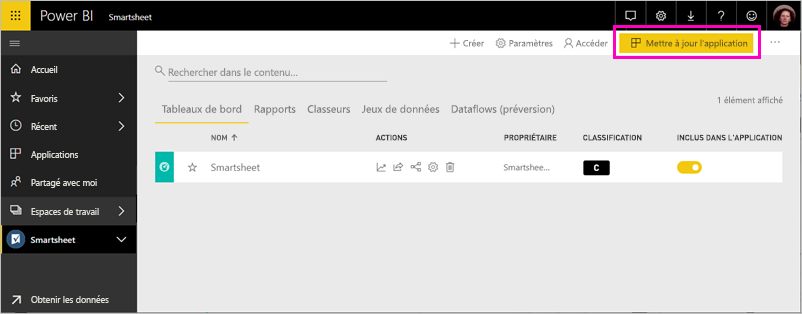 Power BI Smartsheet ?
Créer Paramètres Accéder Mettre à jour l'application ...
Accueil
Favoris
Récent
Applications
Partagé avec moi
Espaces de travail
Smartsheet
Obtenir les données
Rechercher dans le contenu...
Tableaux de bord Rapports Classeurs Jeux de données Dataflows (préversion)
1 élément affiché
NOM ACTIONS PROPRIÉTAIRE CLASSIFICATION INCLUS DANS L'APPLICATION
Smartsheet Smartshee... C